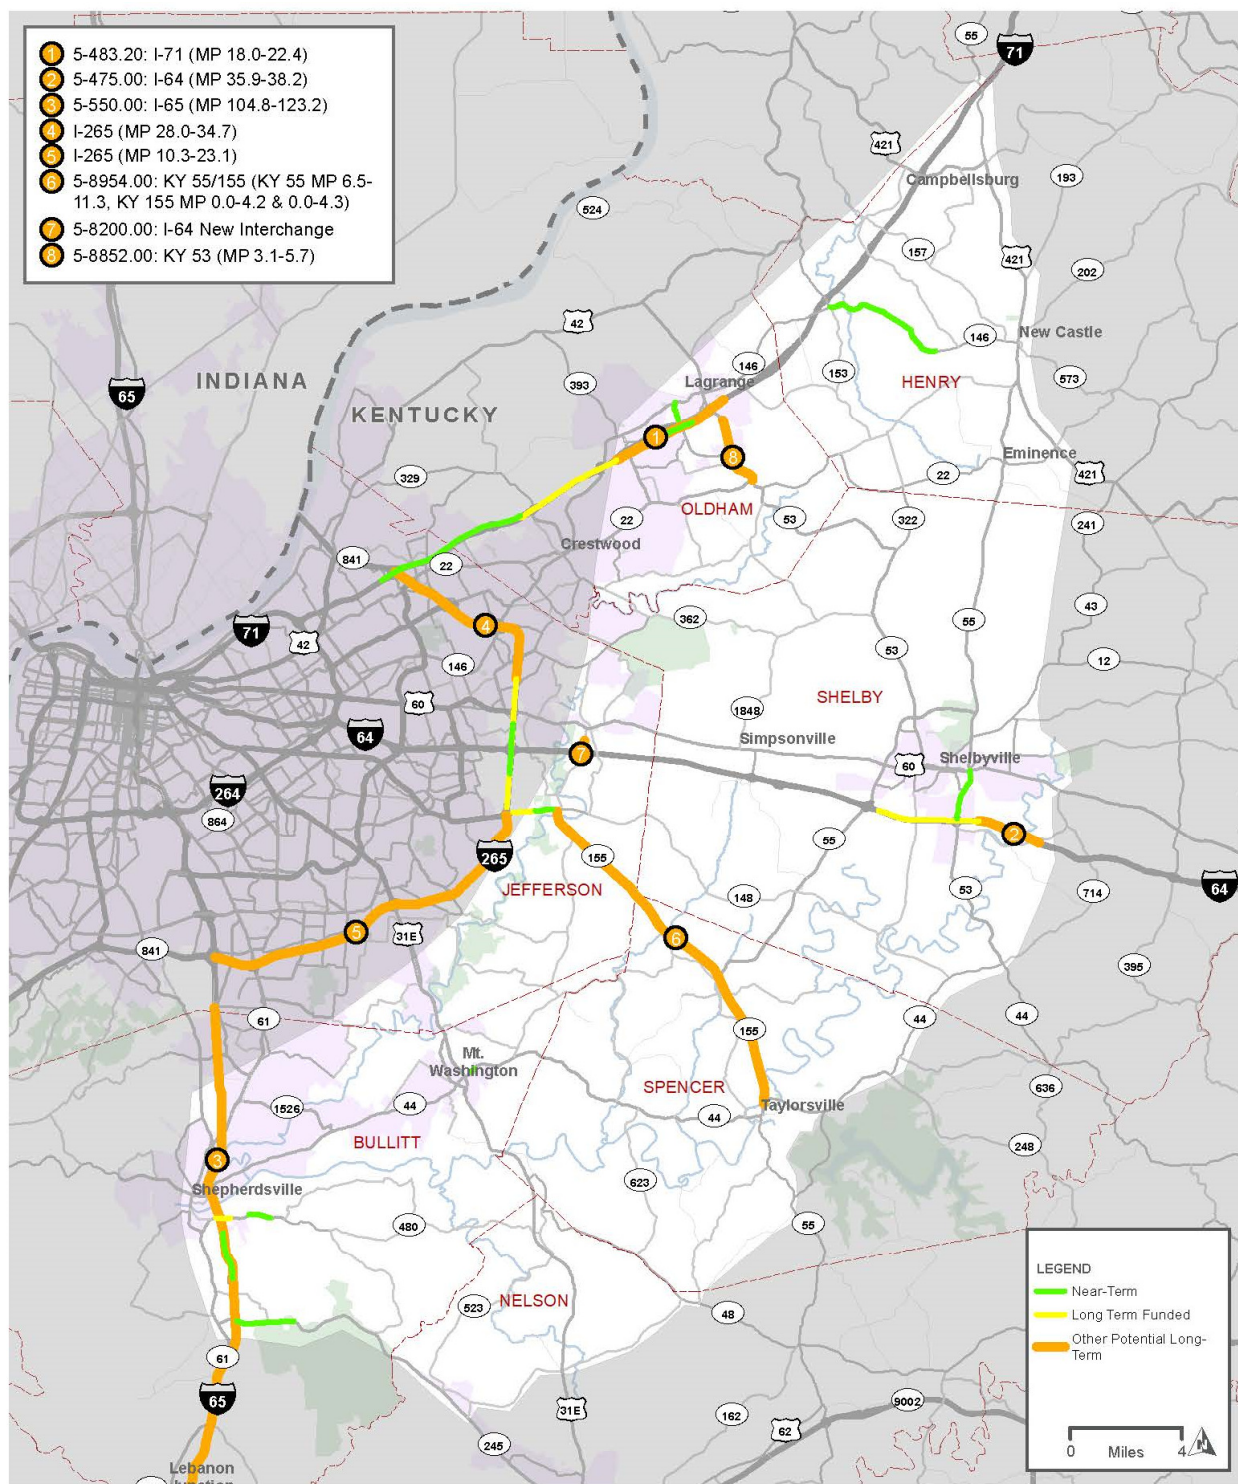 1 5-483.20: I-71 (MP 18.0-22.4)
2 5-475.00: I-64 (MP 35.9-38.2)
3 5-550.00: I-65 (MP 104.8-123.2)
4 I-265 (MP 28.0-34.7)
5 I-265 (MP 10.3-23.1)
6 5-8954.00: KY 55/155 (KY 55 MP 6.5-
11.3, KY 155 MP 0.0-4.2 & 0.0-4.3)
7 5-8200.00: I-64 New Interchange
8 5-8852.00: KY 53 (MP 3.1-5.7)
55
71
421
Campbellsburg
193
524
157
421
202
42
146
New Castle
INDIANA
65
393
146
Lagrange
153
HENRY
573
KENTUCKY
1
8
Eminence
329
22
421
OLDHAM
22
53
322
241
Crestwood
841
22
43
71
42
4
362
55
146
53
12
SHELBY
60
1848
64
Simpsonville
7
60
Shelbyville
264
864
2
55
265
155
64
JEFFERSON
148
53
714
5
31E
6
841
395
61
44
44
155
Mt.
Washington
SPENCER
636
1526
44
44
Taylorsville
BULLITT
248
3
Shepherdsville
623
480
55
NELSON
523
48
61
65
31E
162
62
9002
245
Lebanon
Junction
LEGEND
Near-Term
Long Term Funded
Other Potential Long-
Term
0 Miles 4
N